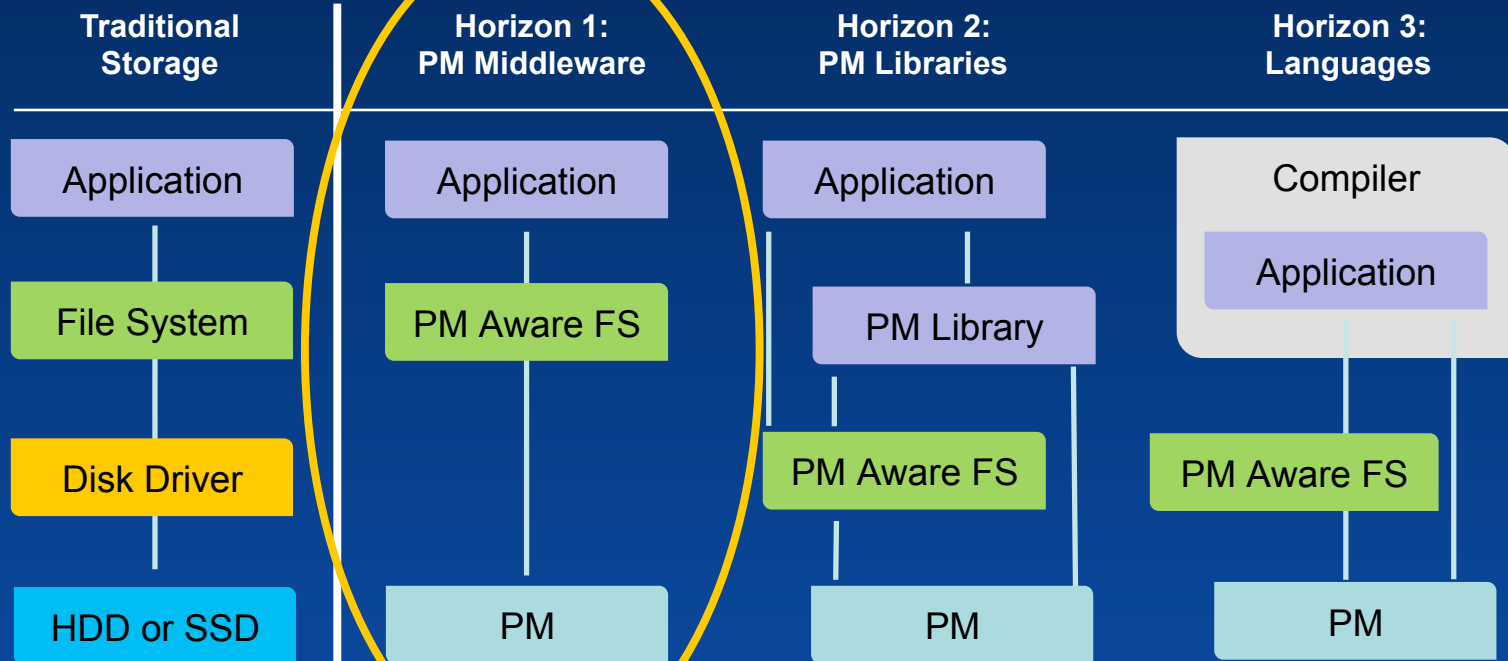 Traditional
Storage
Horizon 1:
PM Middleware
Horizon 2:
PM Libraries
Horizon 3:
Languages
Application
File System
Disk Driver
HDD or SSD
Application
PM Aware FS
PM
Application
PM Library
PM Aware FS
PM
Compiler
Application
PM Aware FS
PM